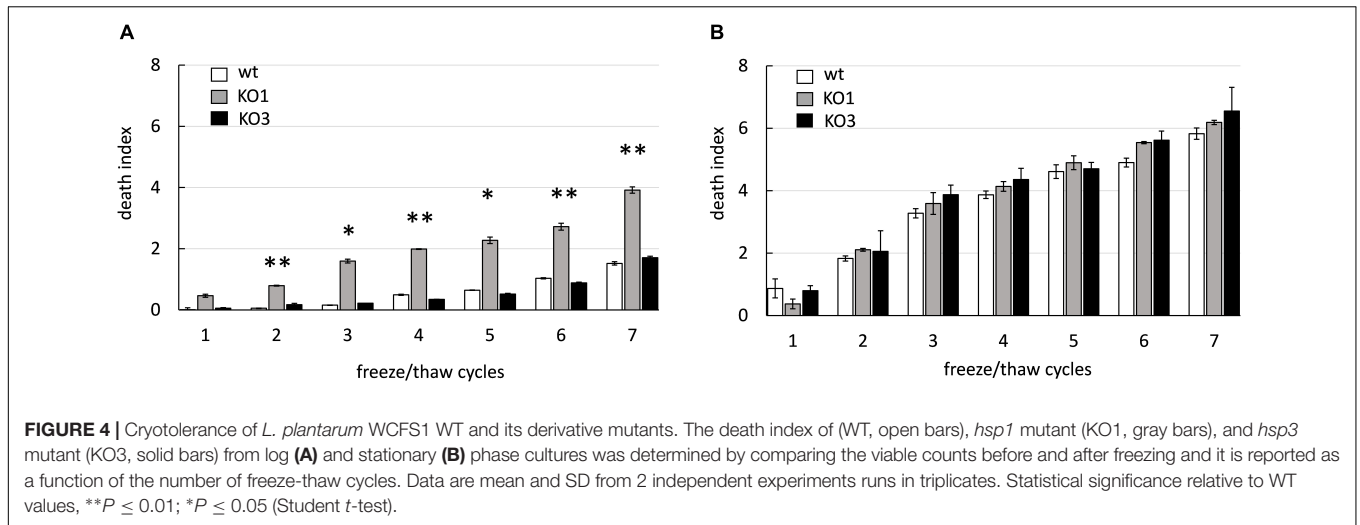 A
8
6
4
2
0
death index
wt
KO1
KO3
**
*
**
*
**
**
1 2 3 4 5 6 7
freeze/thaw cycles
B
8
6
4
2
0
death index
wt
KO1
KO3
1 2 3 4 5 6 7
freeze/thaw cycles
FIGURE 4 | Cryotolerance of L. plantarum WCFS1 WT and its derivative mutants. The death index of (WT, open bars), hsp1 mutant (KO1, gray bars), and hsp3
mutant (KO3, solid bars) from log (A) and stationary (B) phase cultures was determined by comparing the viable counts before and after freezing and it is reported as
a function of the number of freeze-thaw cycles. Data are mean and SD from 2 independent experiments runs in triplicates. Statistical significance relative to WT
values, **P ≤ 0.01; *P ≤ 0.05 (Student t-test).